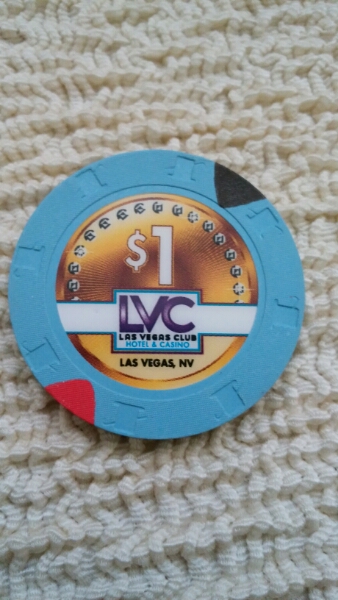 $1
LVC
LAS VEGAS CLUB
HOTEL & CASINO
LAS VEGAS, NV